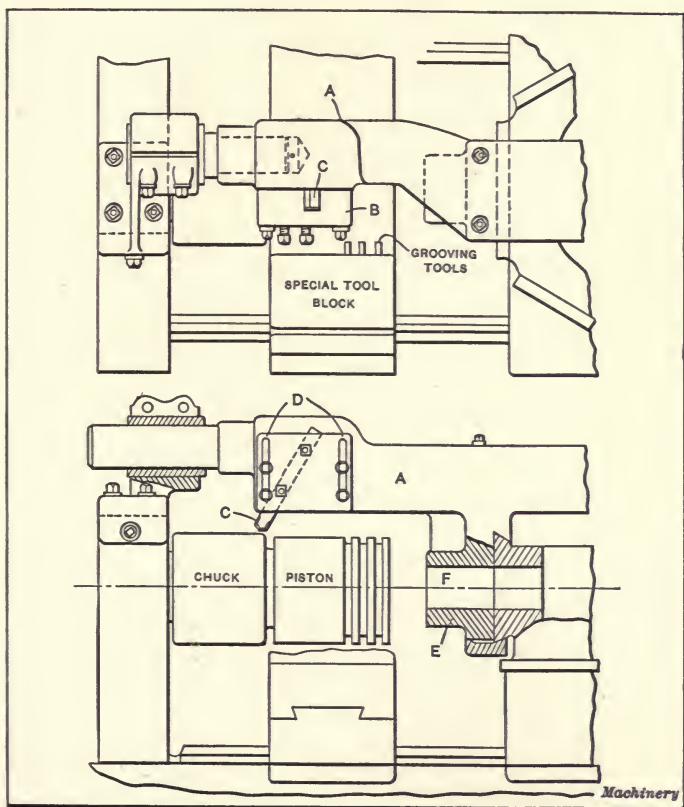 A
C
B
GROOVING
TOOLS
SPECIAL TOOL
BLOCK
D
A
C
CHUCK
PISTON
F
E
Machinery